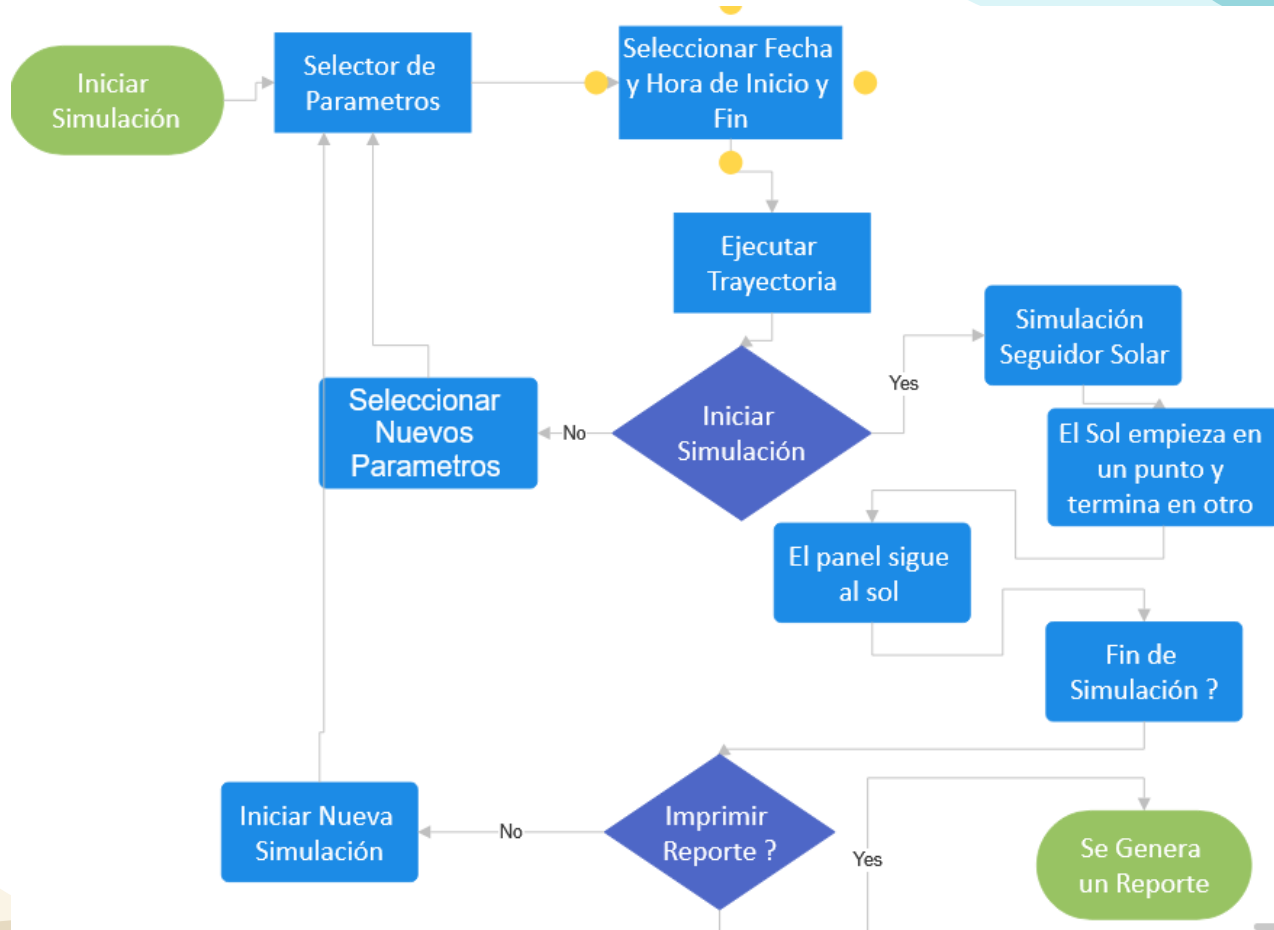 Iniciar
Simulación
Selector de
Parametros
Seleccionar Fecha
y Hora de Inicio y
Fin
Ejecutar
Trayectoria
Iniciar
Simulación
Yes
Simulación
Seguidor Solar
No
Seleccionar
Nuevos
Parametros
El Sol empieza en
un punto y
termina en otro
El panel sigue
al sol
Fin de
Simulación ?
Imprimir
Reporte ?
No
Iniciar Nueva
Simulación
Yes
Se Genera
un Reporte